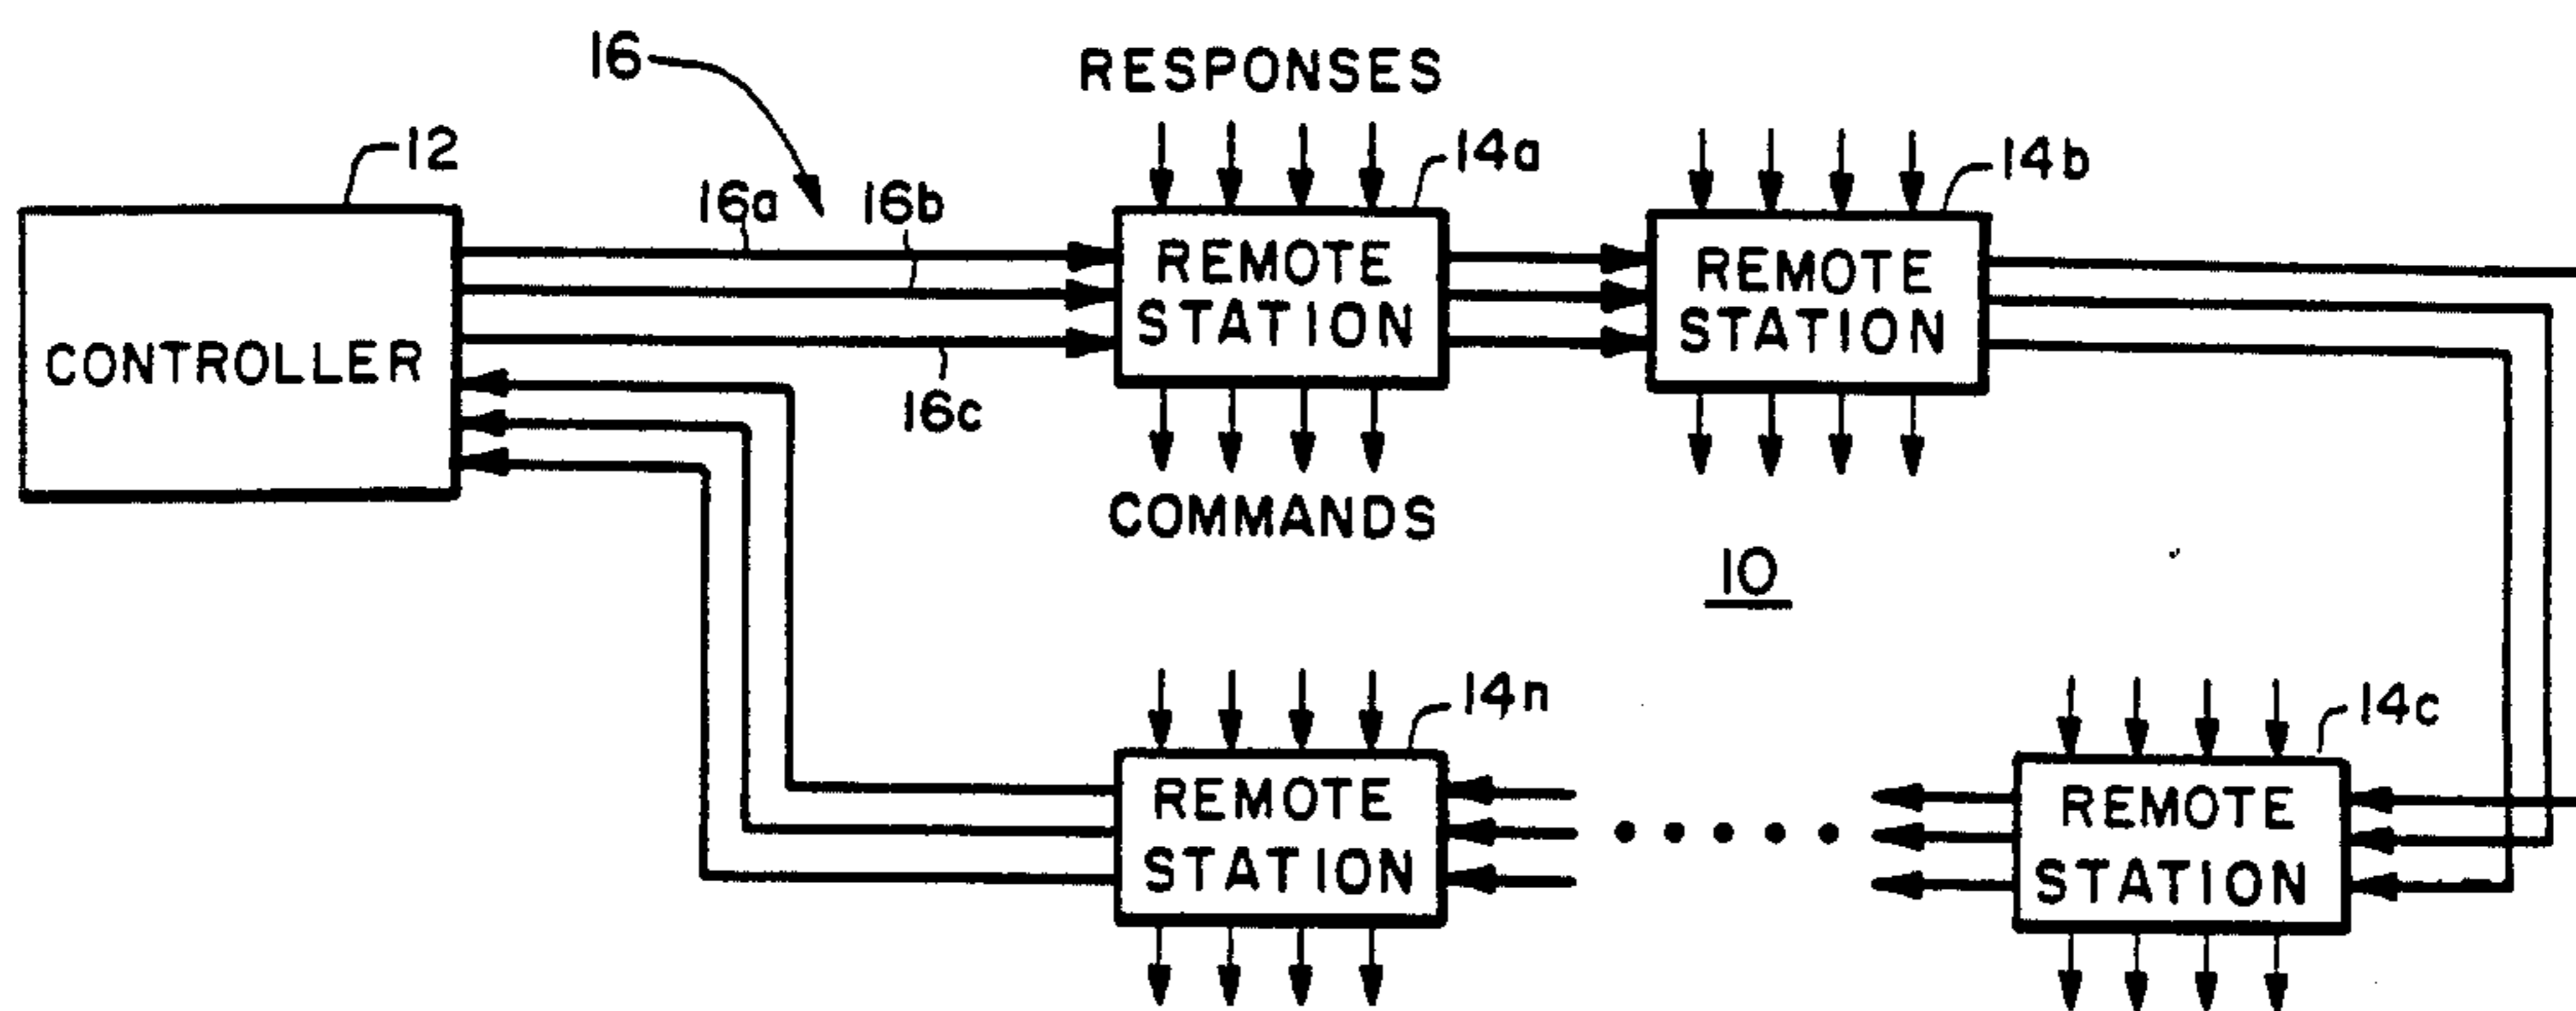 16
RESPONSES
12
14a
14b
16a
16b
REMOTE
STATION
REMOTE
STATION
CONTROLLER
16c
COMMANDS
10
14n
14c
REMOTE
STATION
REMOTE
STATION